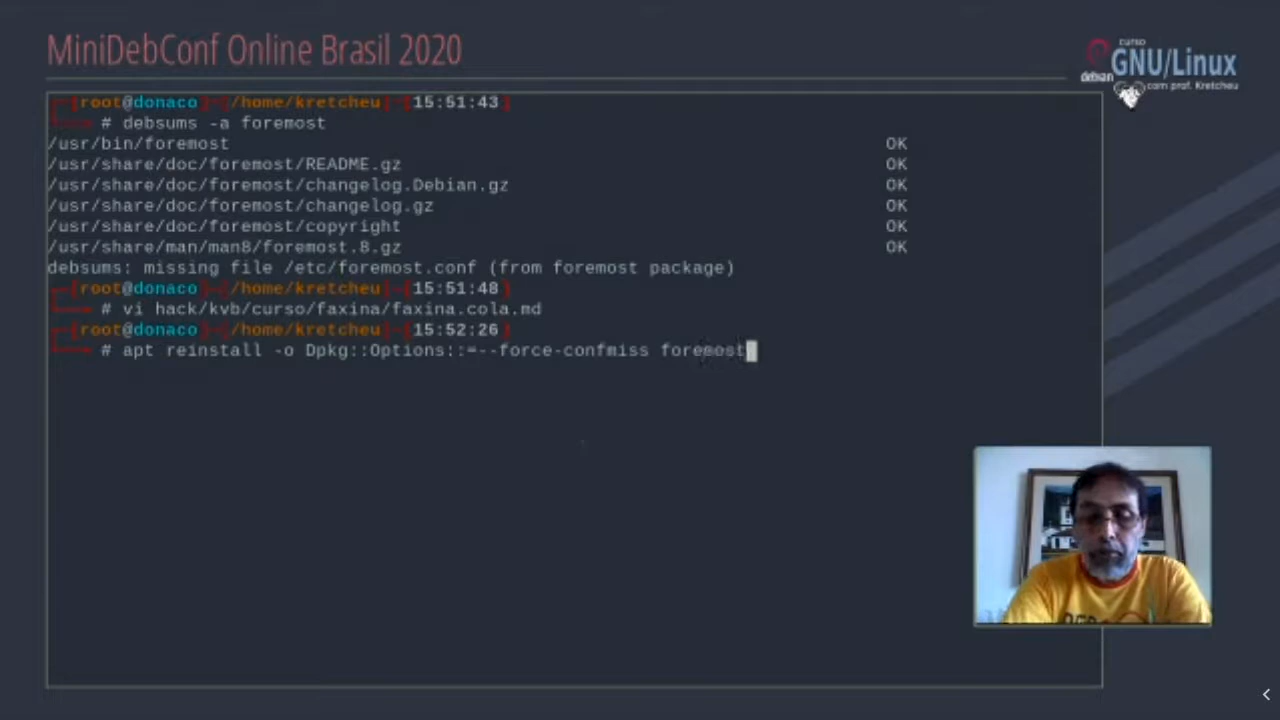 MiniDebConf Online Brasil 2020
curso
GNU/Linux
debian
com prof. Kretcheu
[root@donaco]-[/home/kretcheu]-[15:51:43]
# debsums -a foremost
/usr/bin/foremost OK
/usr/share/doc/foremost/README.gz OK
/usr/share/doc/foremost/changelog.Debian.gz OK
/usr/share/doc/foremost/changelog.gz OK
/usr/share/doc/foremost/copyright OK
/usr/share/man/man8/foremost.8.gz OK
debsums: missing file /etc/foremost.conf (from foremost package)
[root@donaco]-[/home/kretcheu]-[15:51:48]
# vi hack/kvb/curso/faxina/faxina.cola.md
[root@donaco]-[/home/kretcheu]-[15:52:26]
# apt reinstall -o Dpkg::Options::=--force-confmiss foremost